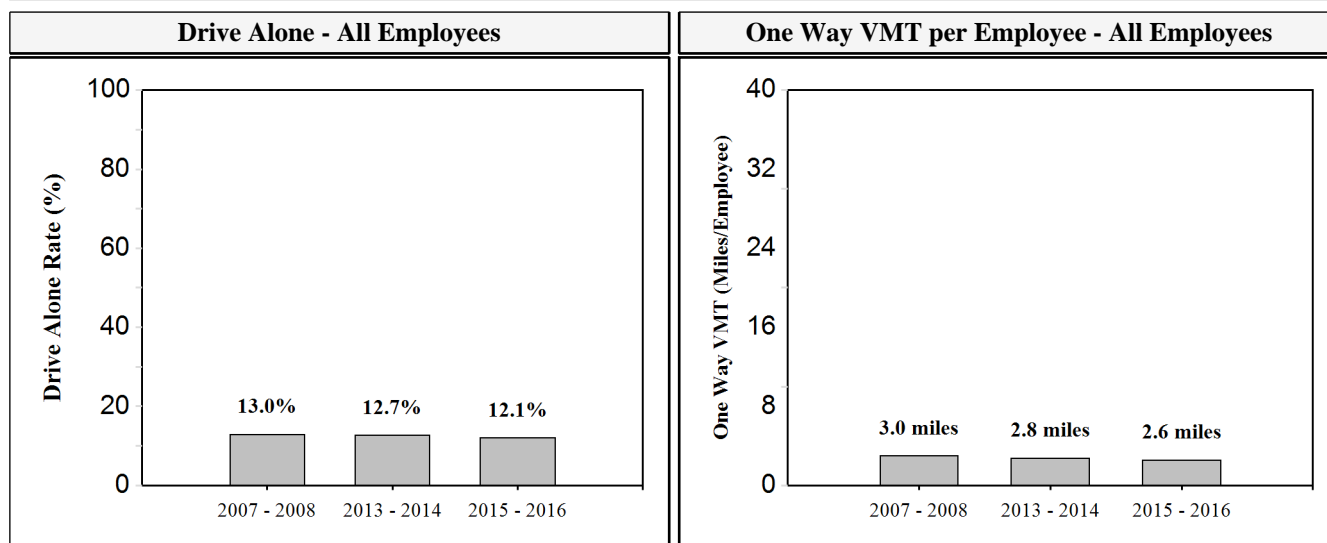 Drive Alone - All Employees
One Way VMT per Employee - All Employees
Drive Alone Rate (%)
100
80
60
40
20
0
13.0%
12.7%
12.1%
2007 - 2008
2013 - 2014
2015 - 2016
One Way VMT (Miles/Employee)
40
32
24
16
8
0
3.0 miles
2.8 miles
2.6 miles
2007 - 2008
2013 - 2014
2015 - 2016